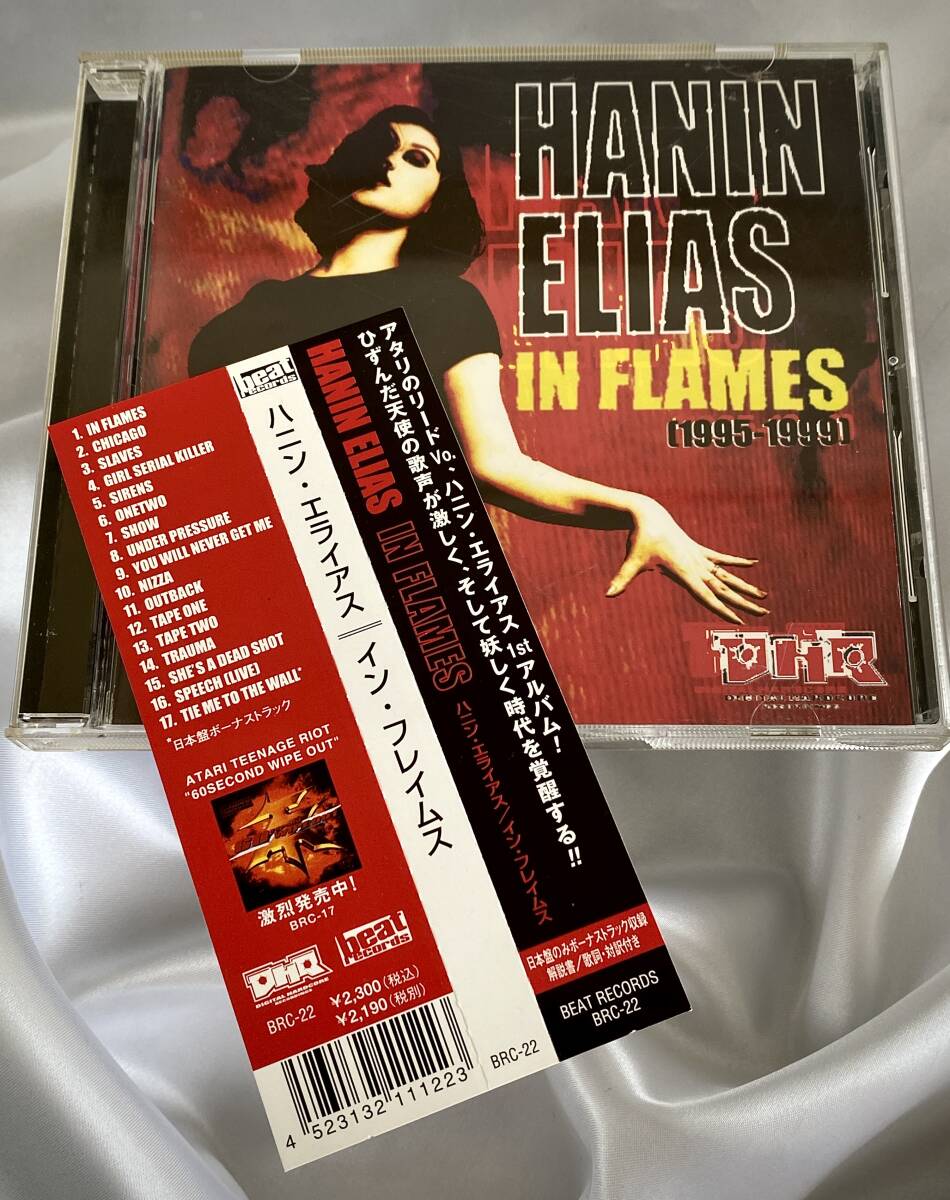 HANIN
ELIAS
IN FLAMES
(1995-1999)
DHR
DIGITAL HARDCORE
RECORDINGS
beat
records
1. IN FLAMES
2. CHICAGO
3. SLAVES
4. GIRL SERIAL KILLER
5. SIRENS
6. ONETWO
7. SHOW
8. UNDER PRESSURE
9. YOU WILL NEVER GET ME
10. NIZZA
11. OUTBACK
12. TAPE ONE
13. TAPE TWO
14. TRAUMA
15. SHE'S A DEAD SHOT
16. SPEECH (LIVE)
17. TIE ME TO THE WALL*
*日本盤ボーナストラック
ATARI TEENAGE RIOT
"60SECOND WIPE OUT"
激烈発売中!
BRC-17
DHR
DIGITAL HARDCORE
RECORDINGS
beat
records
BRC-22
¥2,300(税込)
¥2,190(税別)
4 523132 111223
ハニン・エライアス║イン・フレイムス
BRC-22
アタリのリードVo.、ハニン・エライアス1stアルバム!
ひずんだ天使の歌声が激しく、そして妖しく時代を覚醒する!!
HANIN ELIAS IN FLAMES ハニン・エライアス/イン・フレイムス
日本盤のみボーナストラック収録
解説書/歌詞・対訳付き
BEAT RECORDS
BRC-22